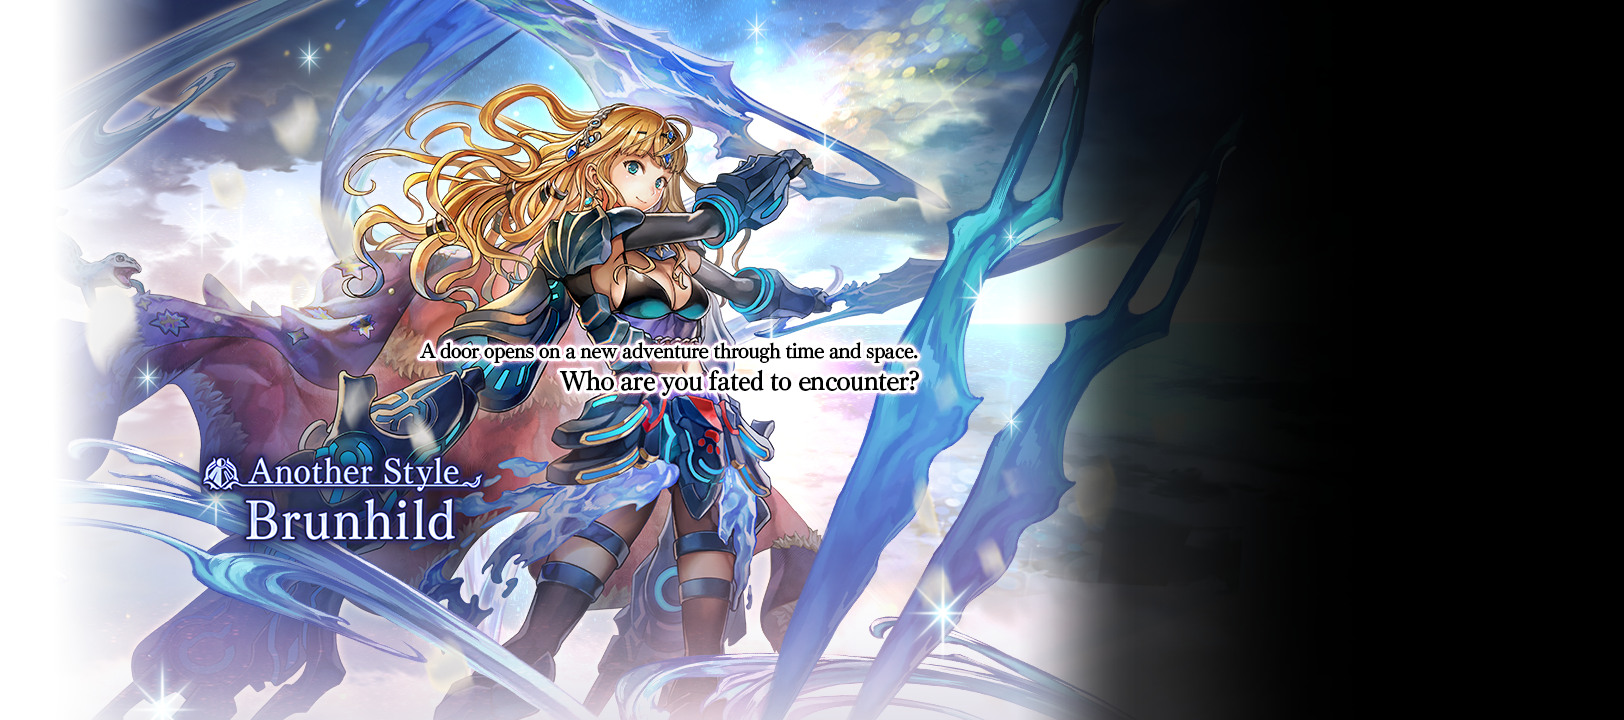 A door opens on a new adventure through time and space.
Who are you fated to encounter?
Another Style
Brunhild